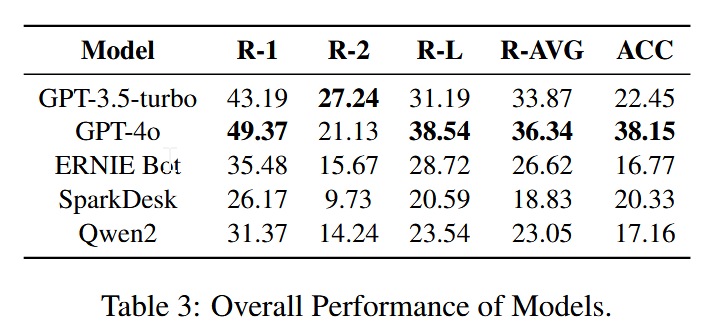 Model R-1 R-2 R-L R-AVG ACC
GPT-3.5-turbo 43.19 27.24 31.19 33.87 22.45
GPT-4o 49.37 21.13 38.54 36.34 38.15
ERNIE Bot 35.48 15.67 28.72 26.62 16.77
SparkDesk 26.17 9.73 20.59 18.83 20.33
Qwen2 31.37 14.24 23.54 23.05 17.16
Table 3: Overall Performance of Models.